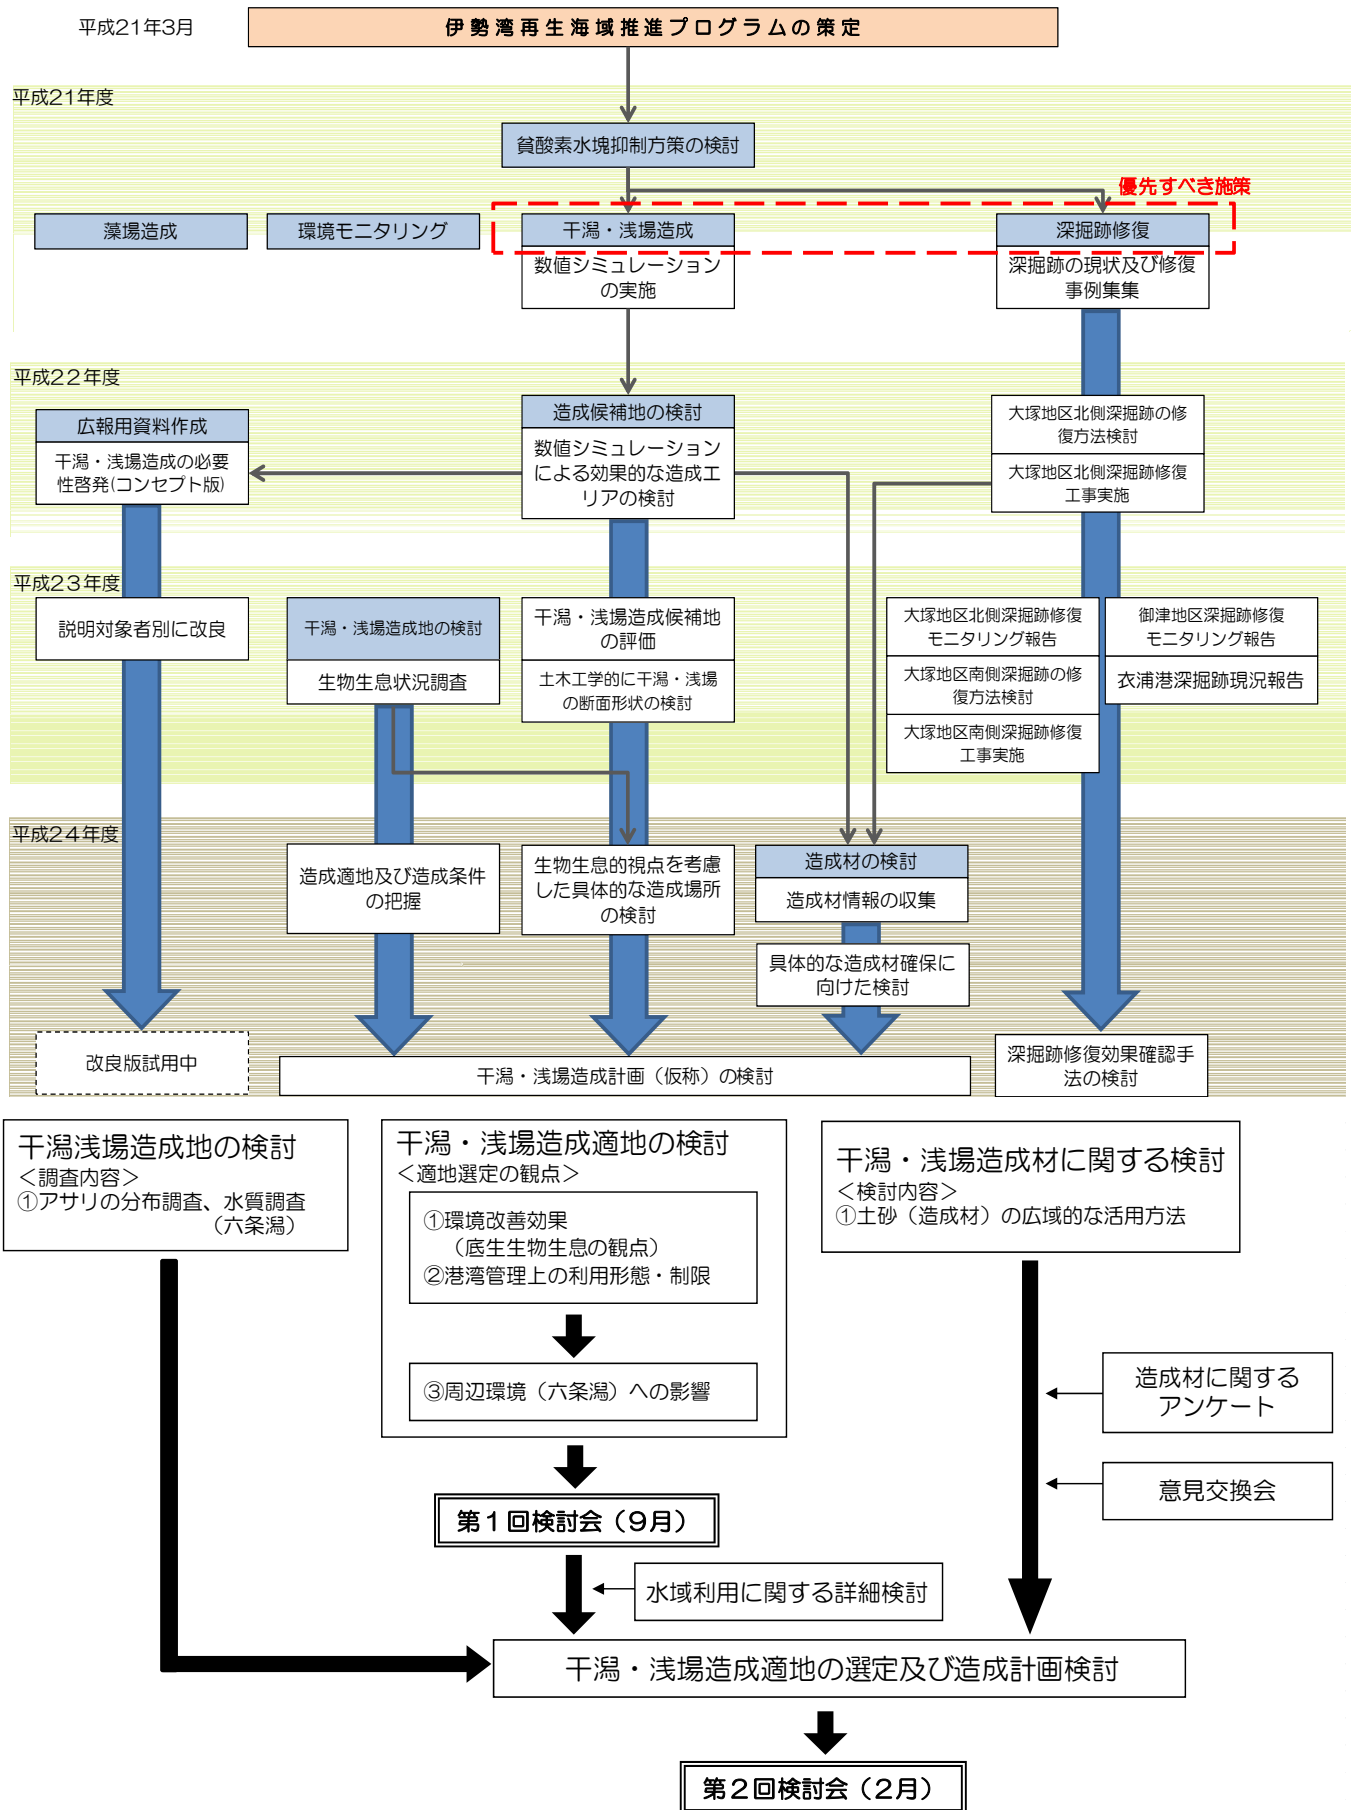 平成21年3月
伊勢湾再生海域推進プログラムの策定
平成21年度
貧酸素水塊抑制方策の検討
優先すべき施策
藻場造成
環境モニタリング
干潟・浅場造成
数値シミュレーション
の実施
深掘跡修復
深掘跡の現状及び修復
事例集集
平成22年度
広報用資料作成
干潟・浅場造成の必要
性啓発(コンセプト版)
造成候補地の検討
数値シミュレーション
による効果的な造成エ
リアの検討
大塚地区北側深掘跡の修
復方法検討
大塚地区北側深掘跡修復
工事実施
平成23年度
説明対象者別に改良
干潟・浅場造成地の検討
生物生息状況調査
干潟・浅場造成候補地
の評価
土木工学的に干潟・浅場
の断面形状の検討
大塚地区北側深掘跡修復
モニタリング報告
大塚地区南側深掘跡の修
復方法検討
大塚地区南側深掘跡修復
工事実施
御津地区深掘跡修復
モニタリング報告
衣浦港深掘跡現況報告
平成24年度
造成適地及び造成条件
の把握
生物生息的視点を考慮
した具体的な造成場所
の検討
造成材の検討
造成材情報の収集
具体的な造成材確保に
向けた検討
改良版試用中
干潟・浅場造成計画（仮称）の検討
深掘跡修復効果確認手
法の検討
干潟浅場造成地の検討
＜調査内容＞
①アサリの分布調査、水質調査
（六条潟）
干潟・浅場造成適地の検討
＜適地選定の観点＞
①環境改善効果
（底生生物生息の観点）
②港湾管理上の利用形態・制限
③周辺環境（六条潟）への影響
干潟・浅場造成材に関する検討
＜検討内容＞
①土砂（造成材）の広域的な活用方法
造成材に関する
アンケート
意見交換会
第１回検討会（9月）
水域利用に関する詳細検討
干潟・浅場造成適地の選定及び造成計画検討
第２回検討会（２月）